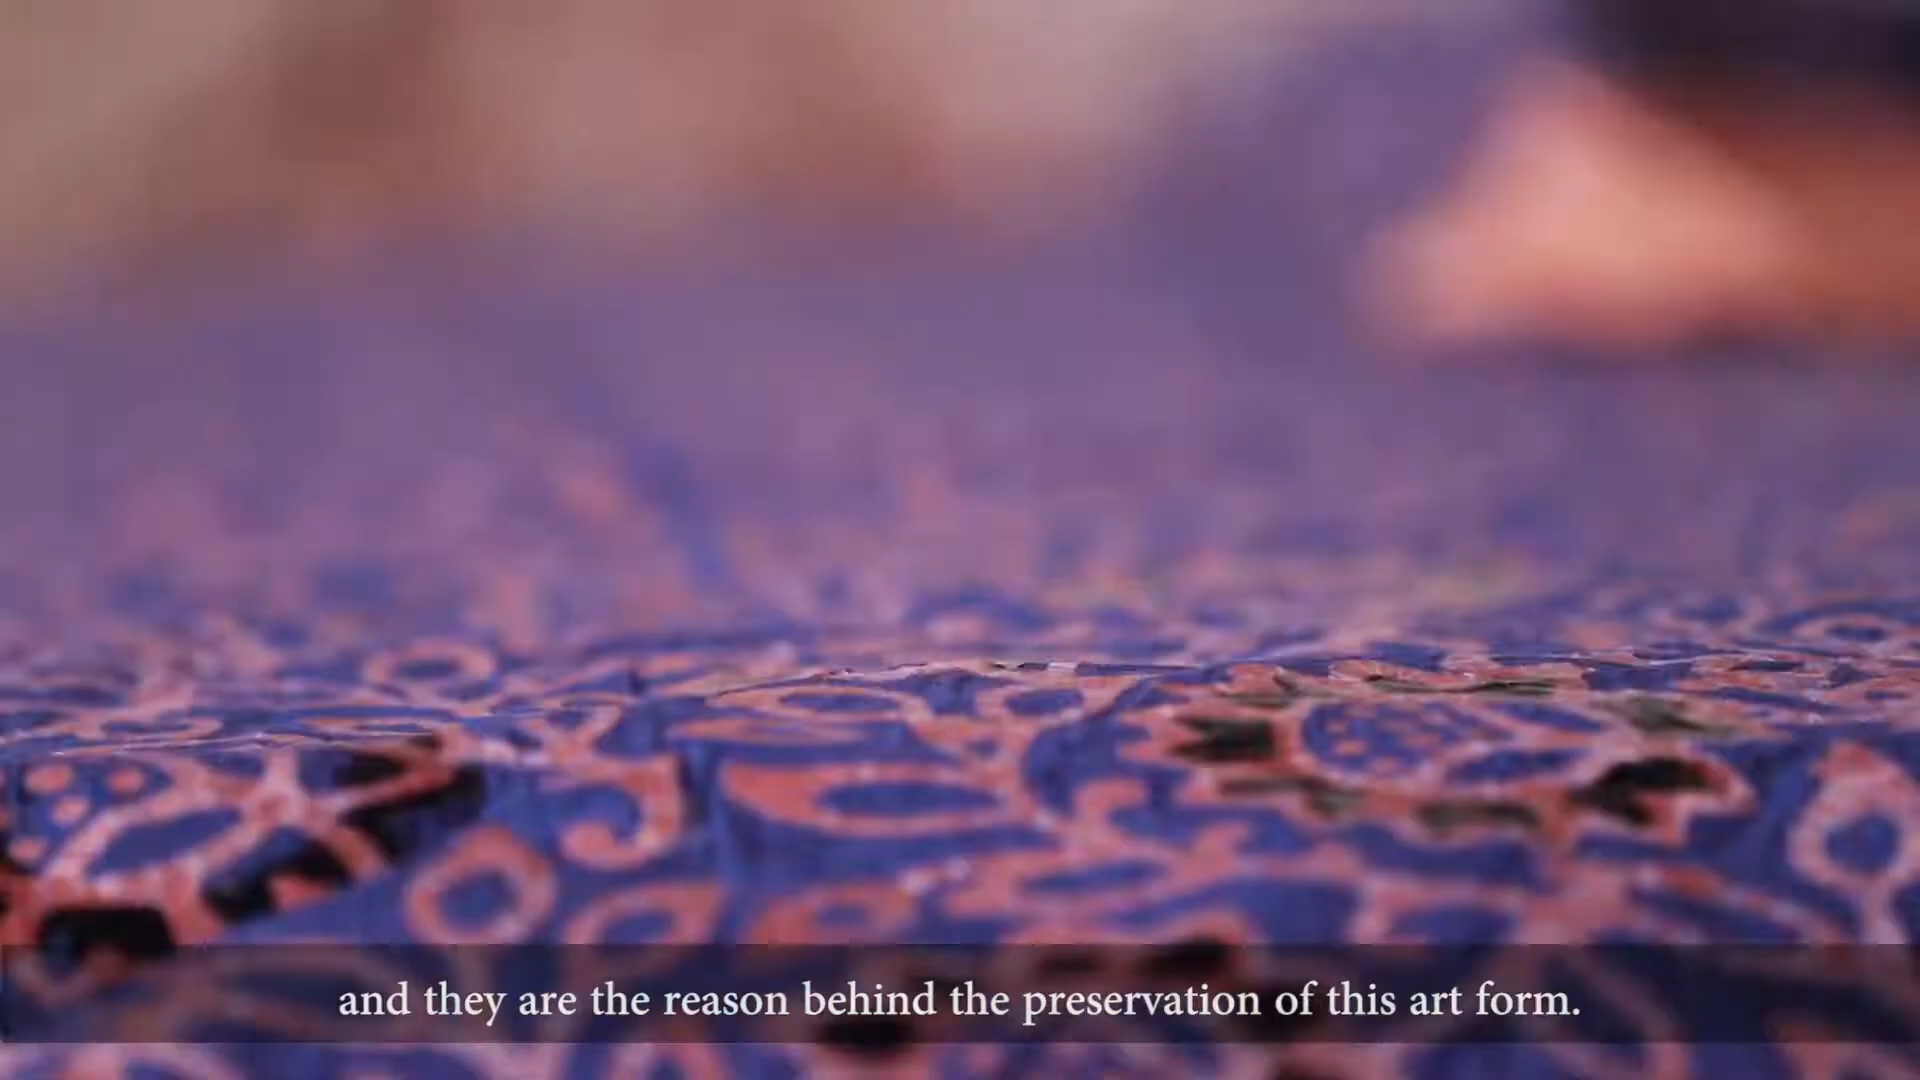 and they are the reason behind the preservation of this art form.